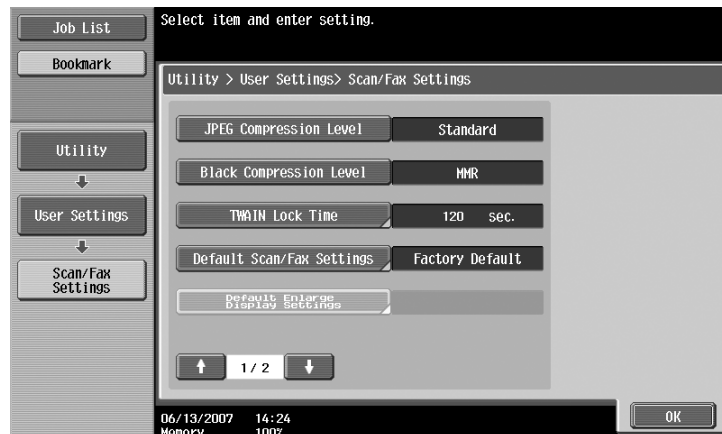 Job List
Bookmark
Select item and enter setting.
Utility > User Settings> Scan/Fax Settings
Utility
User Settings
Scan/Fax
Settings
JPEG Compression Level Standard
Black Compression Level MMR
TWAIN Lock Time 120 sec.
Default Scan/Fax Settings Factory Default
Default Enlarge
Display Settings
1/ 2
06/13/2007 14:24
Memory 100%
OK